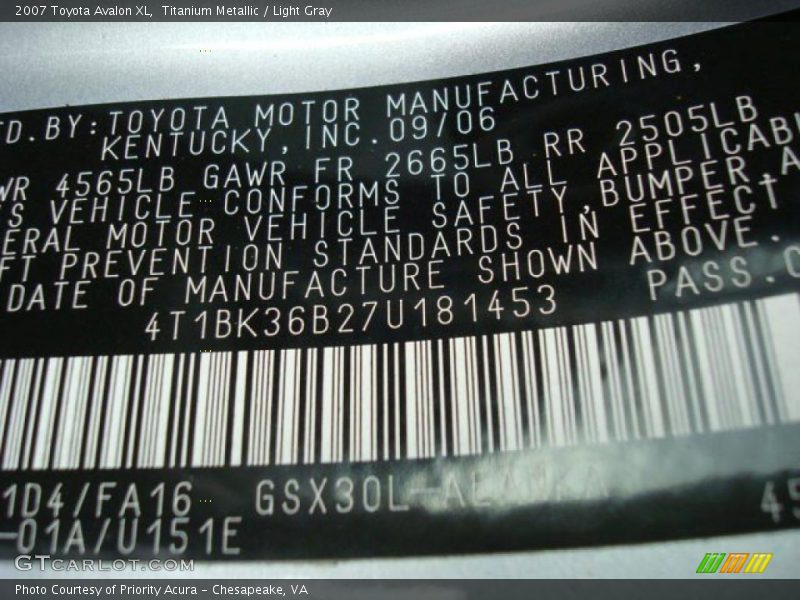 2007 Toyota Avalon XL,  Titanium Metallic / Light Gray
TD.BY:TOYOTA MOTOR MANUFACTURING,
KENTUCKY,INC. 09/06
WR 4565LB GAWR FR 2665LB RR 2505LB
S VEHICLE CONFORMS TO ALL APPLICABL
ERAL MOTOR VEHICLE SAFETY,BUMPER,A
FT PREVENTION STANDARDS IN EFFECT
DATE OF MANUFACTURE SHOWN ABOVE.
4T1BK36B27U181453 PASS.C
1D4/FA16 GSX30L-
-01A/U151E 45
GTCarLot.com
Photo Courtesy of Priority Acura - Chesapeake, VA